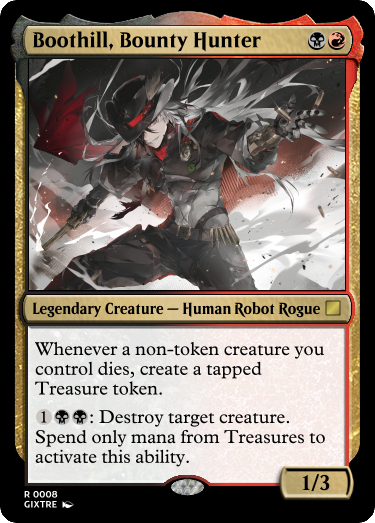 Boothill, Bounty Hunter
Legendary Creature — Human Robot Rogue
Whenever a non-token creature you
control dies, create a tapped
Treasure token.
1: Destroy target creature.
Spend only mana from Treasures to
activate this ability.
1/3
R 0008
GIXTRE